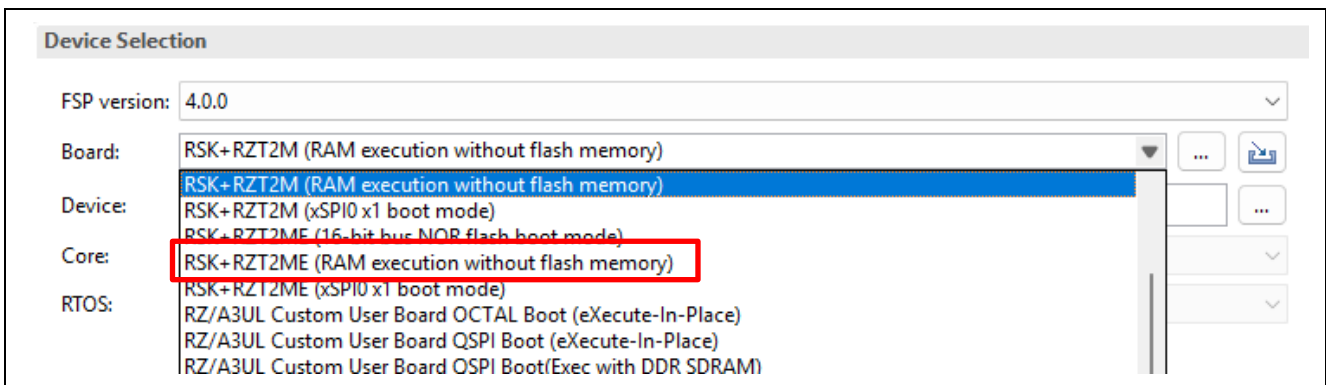 Device Selection
FSP version: 4.0.0
Board: RSK+RZT2M (RAM execution without flash memory) ...
RSK+RZT2M (RAM execution without flash memory)
Device: ...
RSK+RZT2M (xSPI0 x1 boot mode)
RSK+RZT2ME (16-bit bus NOR flash boot mode)
Core:
RSK+RZT2ME (RAM execution without flash memory)
RSK+RZT2ME (xSPI0 x1 boot mode)
RTOS:
RZ/A3UL Custom User Board OCTAL Boot (eXecute-In-Place)
RZ/A3UL Custom User Board QSPI Boot (eXecute-In-Place)
RZ/A3UL Custom User Board QSPI Boot(Exec with DDR SDRAM)